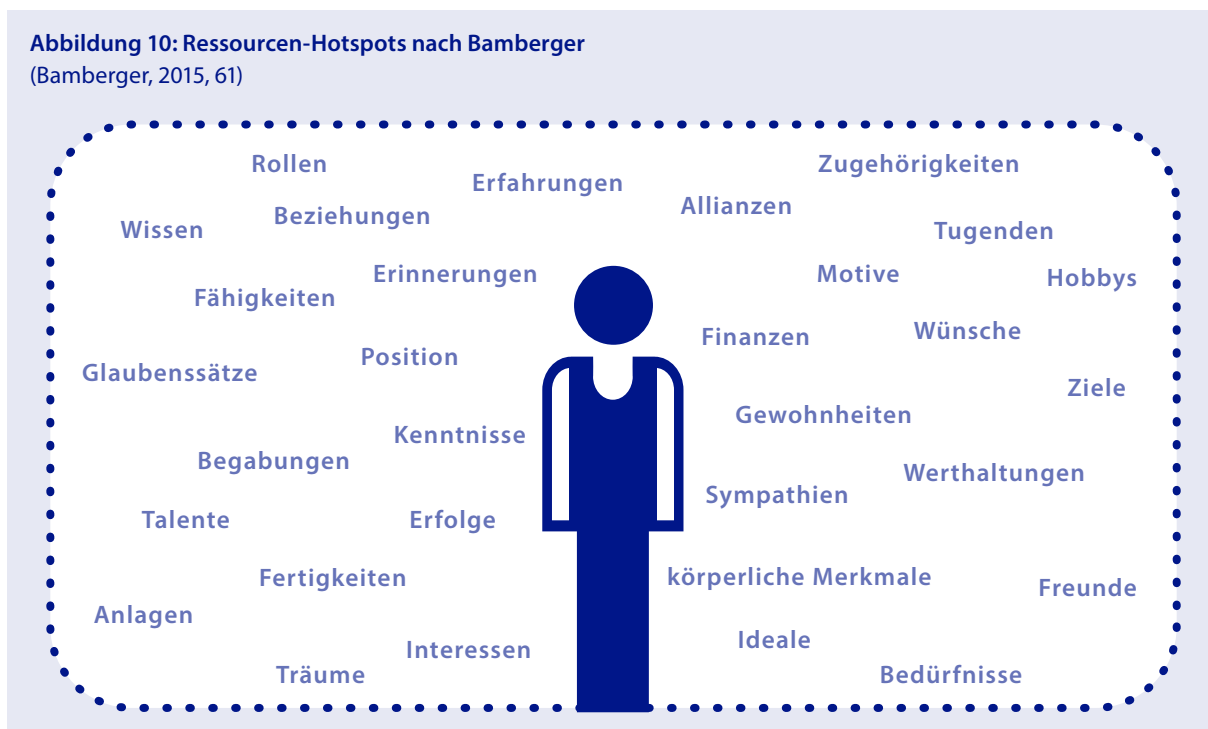 Abbildung 10: Ressourcen-Hotspots nach Bamberger
(Bamberger, 2015, 61)
Rollen
Erfahrungen
Zugehörigkeiten
Wissen
Beziehungen
Allianzen
Tugenden
Erinnerungen
Motive
Hobbys
Fähigkeiten
Finanzen
Wünsche
Glaubenssätze
Position
Ziele
Gewohnheiten
Kenntnisse
Begabungen
Werthaltungen
Sympathien
Talente
Erfolge
Fertigkeiten
körperliche Merkmale
Freunde
Anlagen
Interessen
Ideale
Träume
Bedürfnisse